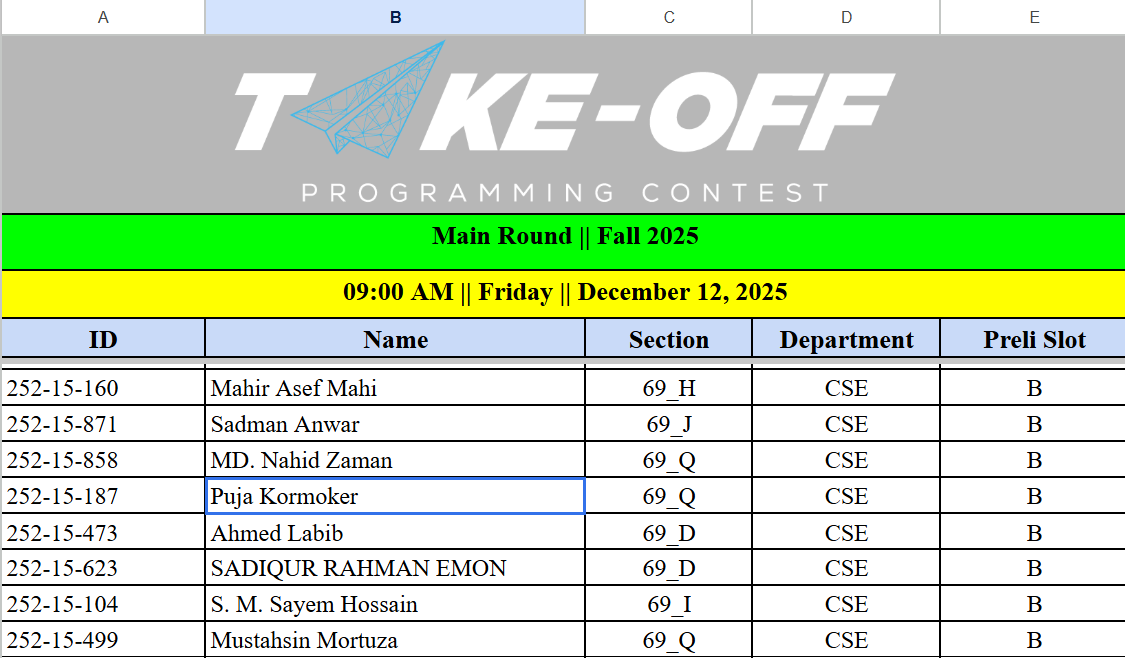 A B C D E
TAKE-OFF
PROGRAMMING CONTEST
Main Round || Fall 2025
09:00 AM || Friday || December 12, 2025
ID Name Section Department Preli Slot
252-15-160 Mahir Asef Mahi 69_H CSE B
252-15-871 Sadman Anwar 69_J CSE B
252-15-858 MD. Nahid Zaman 69_Q CSE B
252-15-187 Puja Kormoker 69_Q CSE B
252-15-473 Ahmed Labib 69_D CSE B
252-15-623 SADIQUR RAHMAN EMON 69_D CSE B
252-15-104 S. M. Sayem Hossain 69_I CSE B
252-15-499 Mustahsin Mortuza 69_Q CSE B